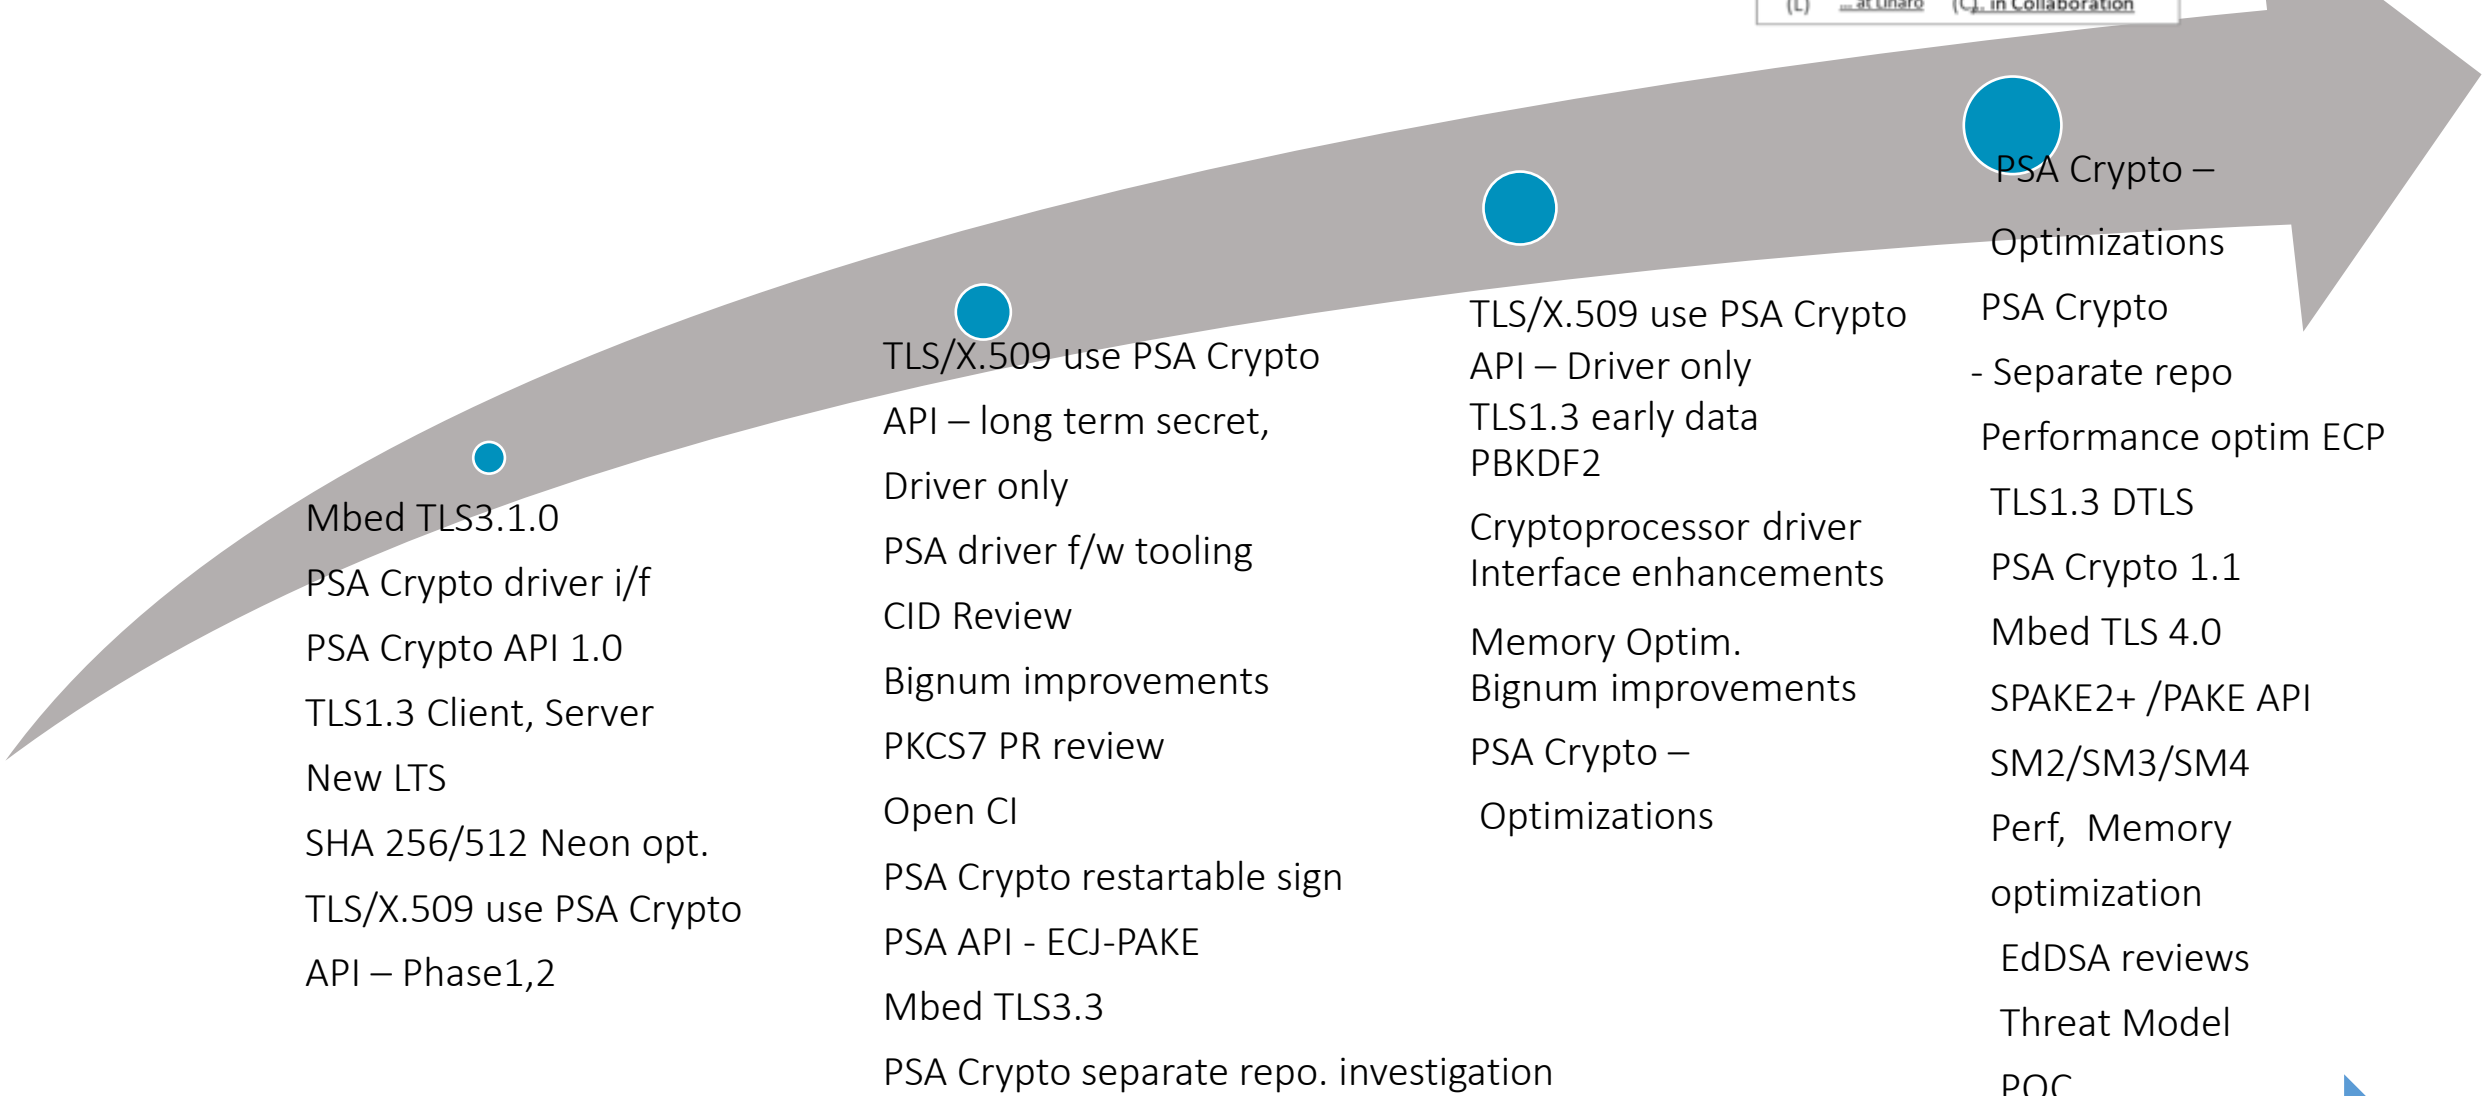 (L) ... at Linaro (C).. in Collaboration
Mbed TLS3.1.0
PSA Crypto driver i/f
PSA Crypto API 1.0
TLS1.3 Client, Server
New LTS
SHA 256/512 Neon opt.
TLS/X.509 use PSA Crypto
API – Phase1,2
TLS/X.509 use PSA Crypto
API – long term secret,
Driver only
PSA driver f/w tooling
CID Review
Bignum improvements
PKCS7 PR review
Open CI
PSA Crypto restartable sign
PSA API - ECJ-PAKE
Mbed TLS3.3
PSA Crypto separate repo. investigation
TLS/X.509 use PSA Crypto
API – Driver only
TLS1.3 early data
PBKDF2
Cryptoprocessor driver
Interface enhancements
Memory Optim.
Bignum improvements
PSA Crypto –
Optimizations
PSA Crypto –
Optimizations
PSA Crypto
- Separate repo
Performance optim ECP
TLS1.3 DTLS
PSA Crypto 1.1
Mbed TLS 4.0
SPAKE2+ /PAKE API
SM2/SM3/SM4
Perf, Memory
optimization
EdDSA reviews
Threat Model
POC